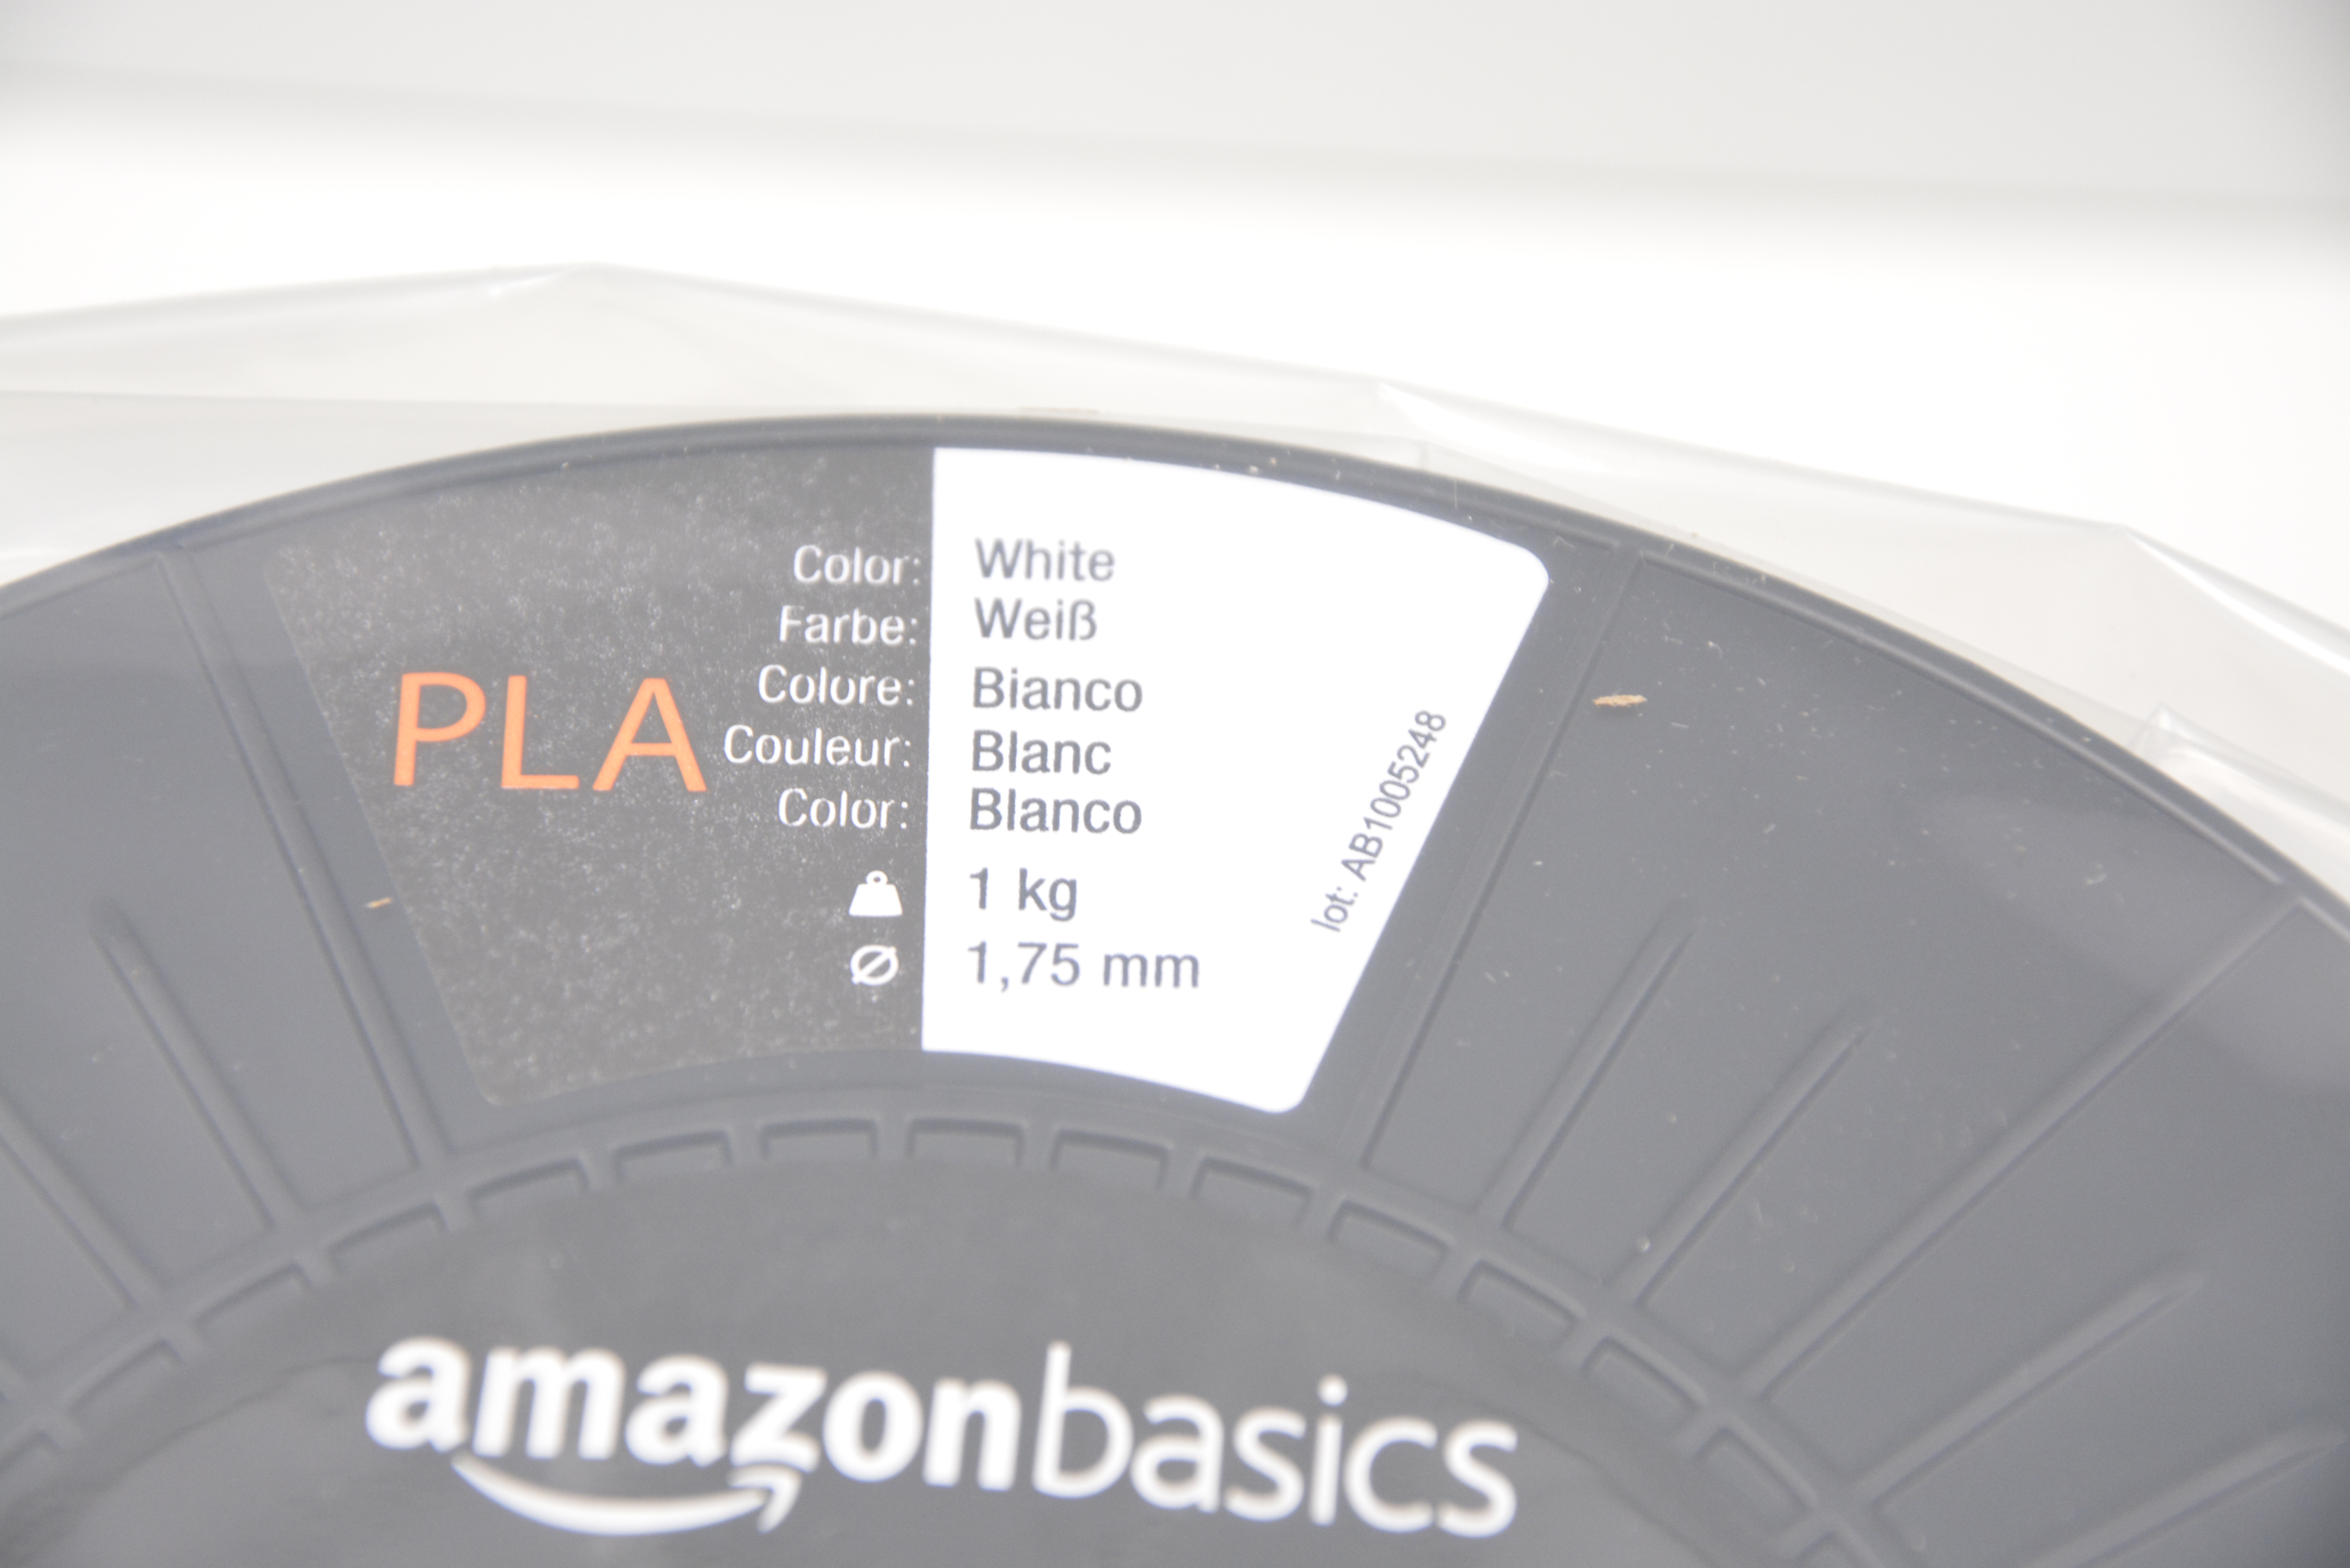 PLA
Color: White
Farbe: Weiß
Colore: Bianco
Couleur: Blanc
Color: Blanco
1 kg
Ø 1,75 mm
lot: AB1005248
amazonbasics